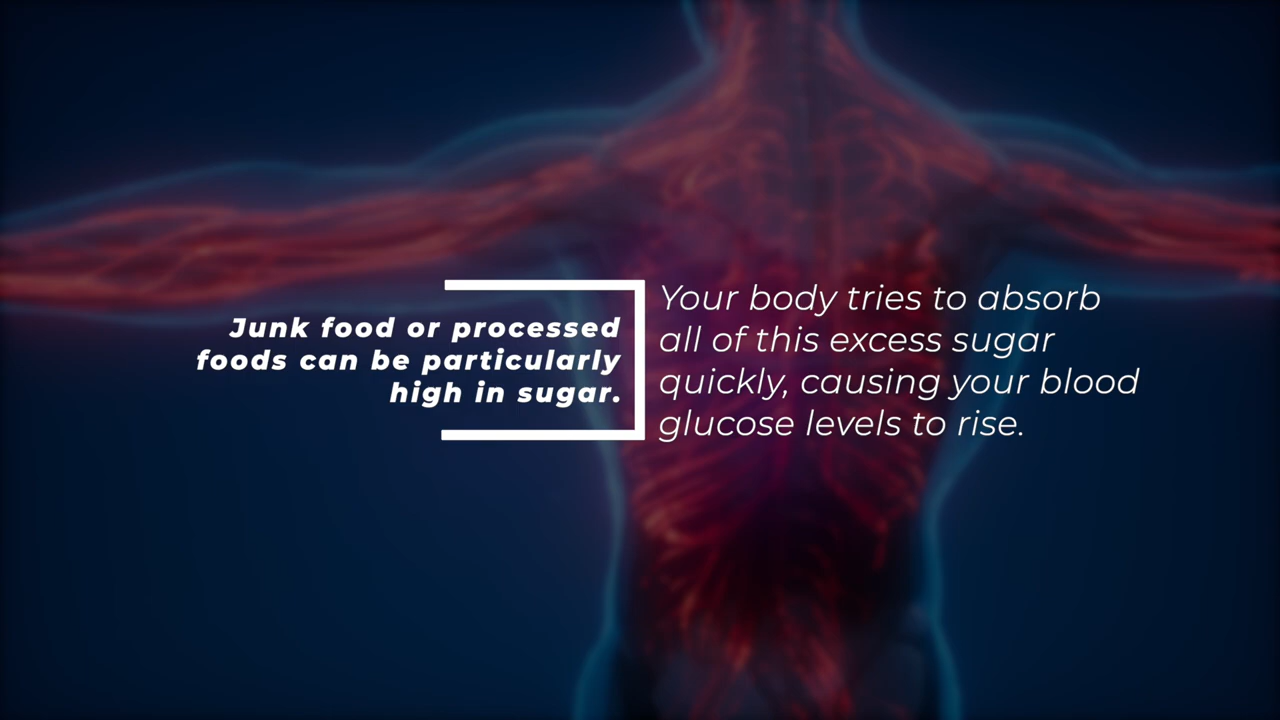 Junk food or processed
foods can be particularly
high in sugar.
Your body tries to absorb
all of this excess sugar
quickly, causing your blood
glucose levels to rise.